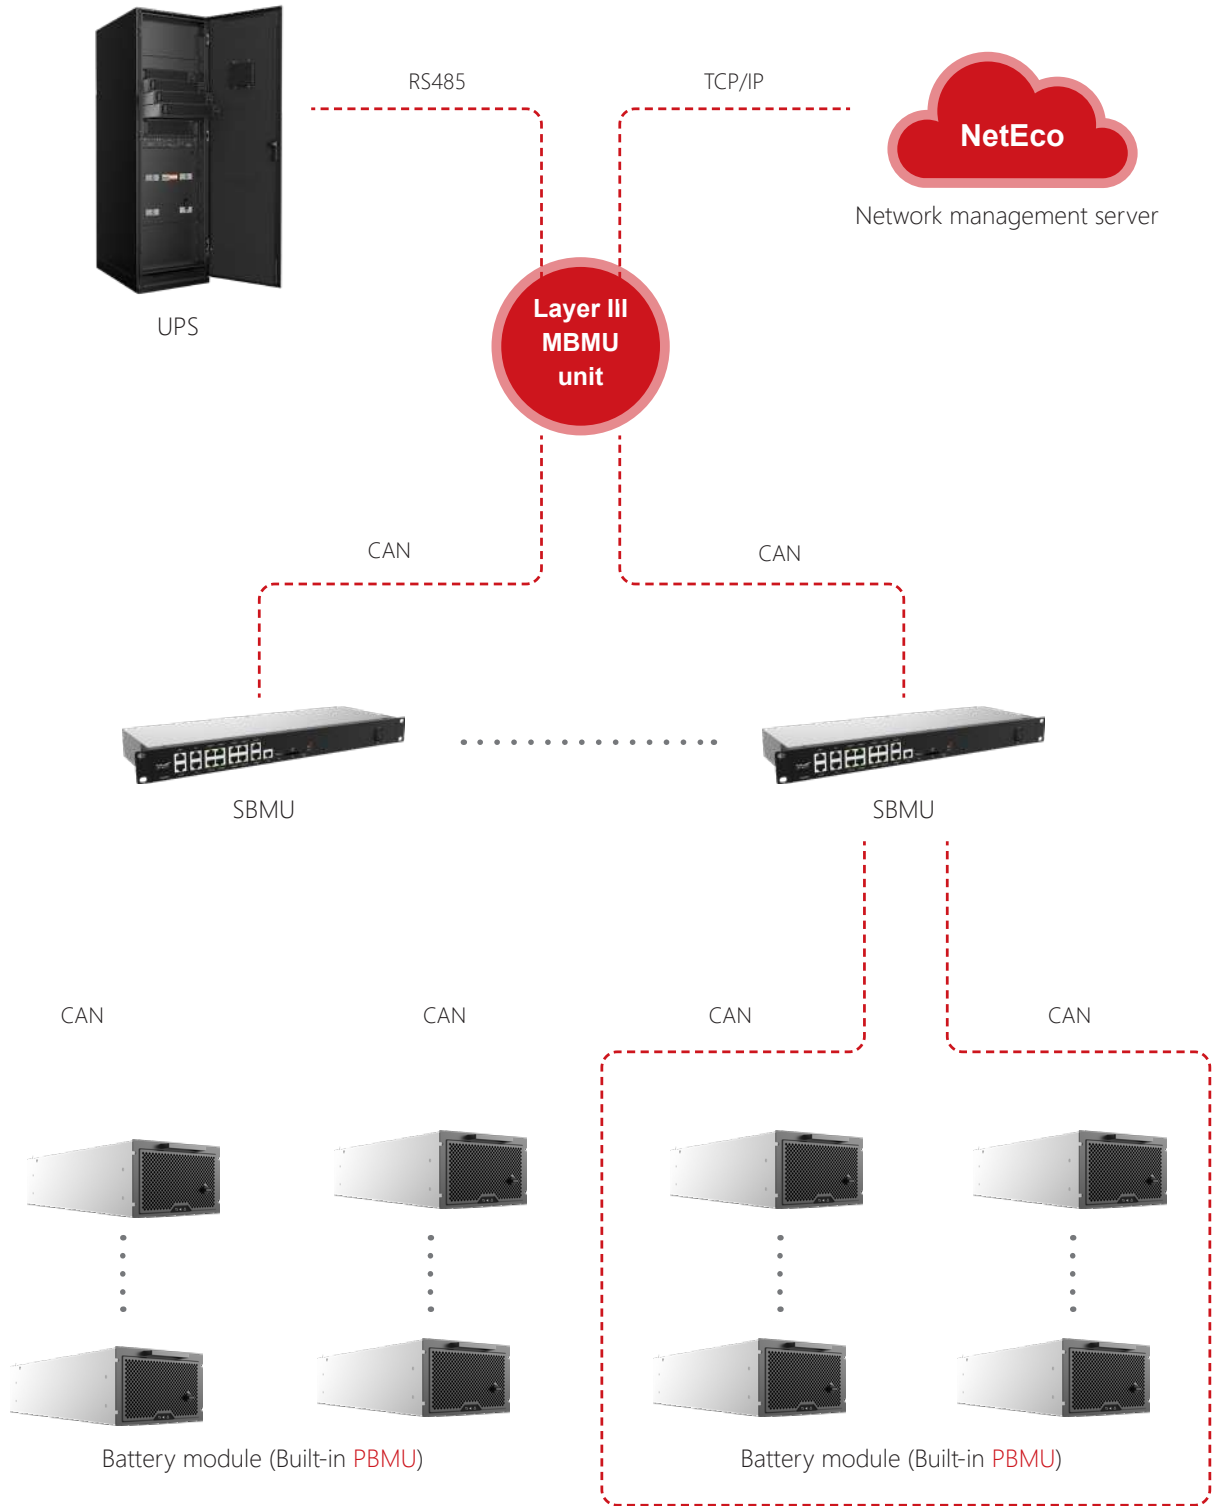 RS485
TCP/IP
NetEco
Network management server
UPS
Layer III
MBMU
unit
CAN
CAN
SBMU
SBMU
CAN
CAN
CAN
CAN
Battery module (Built-in PBMU)
Battery module (Built-in PBMU)